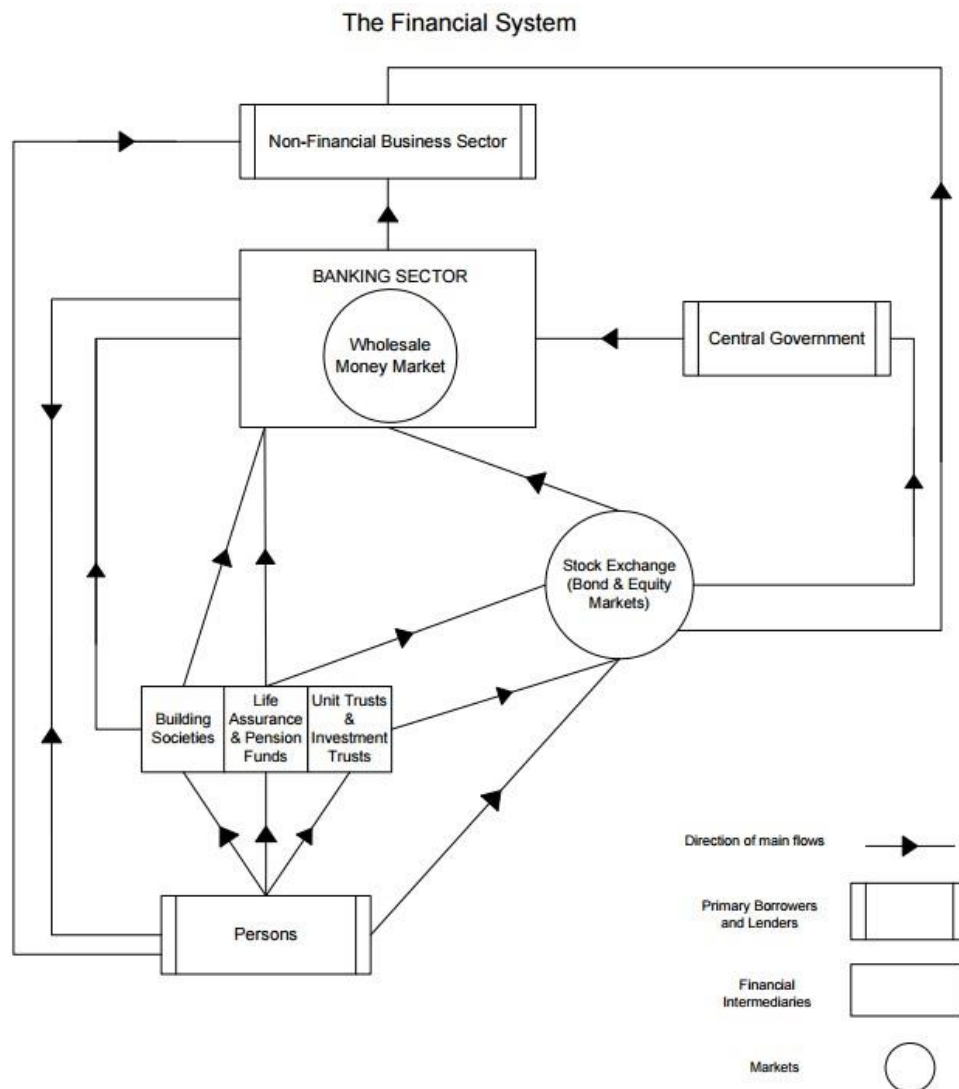 The Financial System
Non-Financial Business Sector
BANKING SECTOR
Wholesale
Money Market
Central Government
Stock Exchange
(Bond & Equity
Markets)
Building
Societies
Life
Assurance
& Pension
Funds
Unit Trusts
&
Investment
Trusts
Persons
Direction of main flows
Primary Borrowers
and Lenders
Financial
Intermediaries
Markets